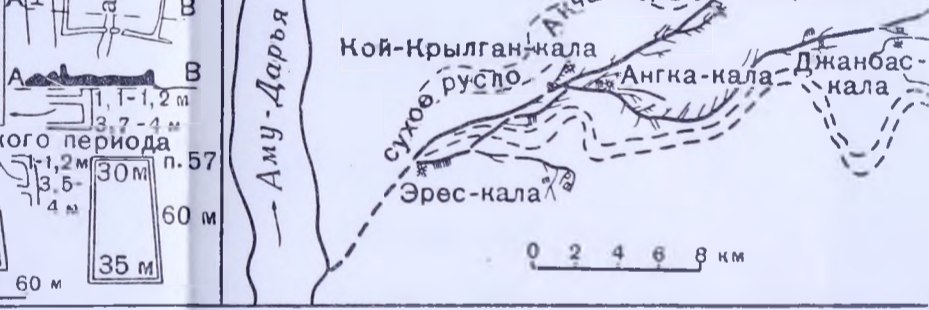 А В
Ак
Кой-Крылган-кала
сухое русло
Ангка-кала
Джанбас-
кала
Аму-Дарья
А В
1, 1-1,2 м
3,7-4 м
кого периода
1-1,2м
3,5-
4 м
30 м
п.57
60 м
35 м
60 м
Эрес-кала
0 2 4 6 8 км